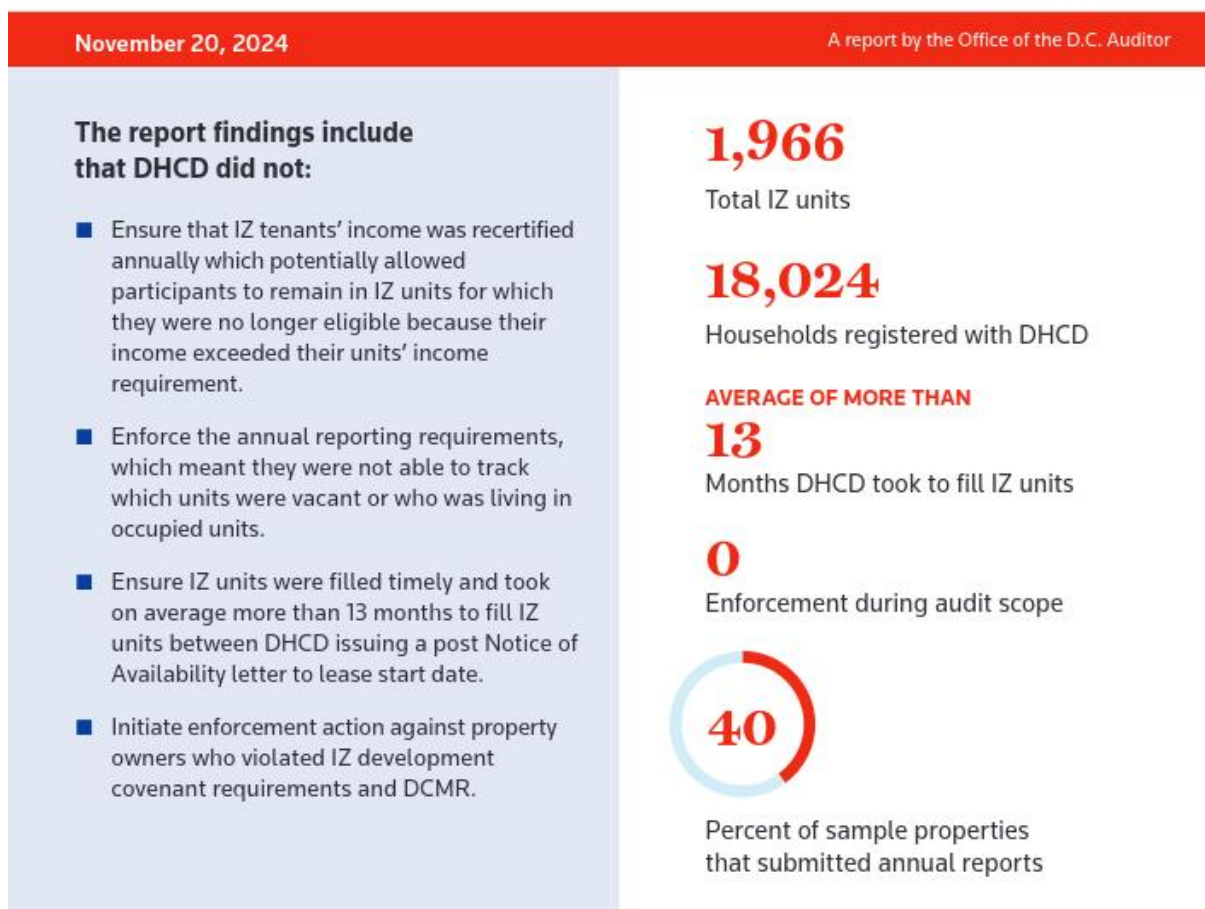 November 20, 2024
A report by the Office of the D.C. Auditor
The report findings include
that DHCD did not:
■ Ensure that IZ tenants’ income was recertified
annually which potentially allowed
participants to remain in IZ units for which
they were no longer eligible because their
income exceeded their units’ income
requirement.
■ Enforce the annual reporting requirements,
which meant they were not able to track
which units were vacant or who was living in
occupied units.
■ Ensure IZ units were filled timely and took
on average more than 13 months to fill IZ
units between DHCD issuing a post Notice of
Availability letter to lease start date.
■ Initiate enforcement action against property
owners who violated IZ development
covenant requirements and DCMR.
1,966
Total IZ units
18,024
Households registered with DHCD
AVERAGE OF MORE THAN
13
Months DHCD took to fill IZ units
0
Enforcement during audit scope
40
Percent of sample properties
that submitted annual reports